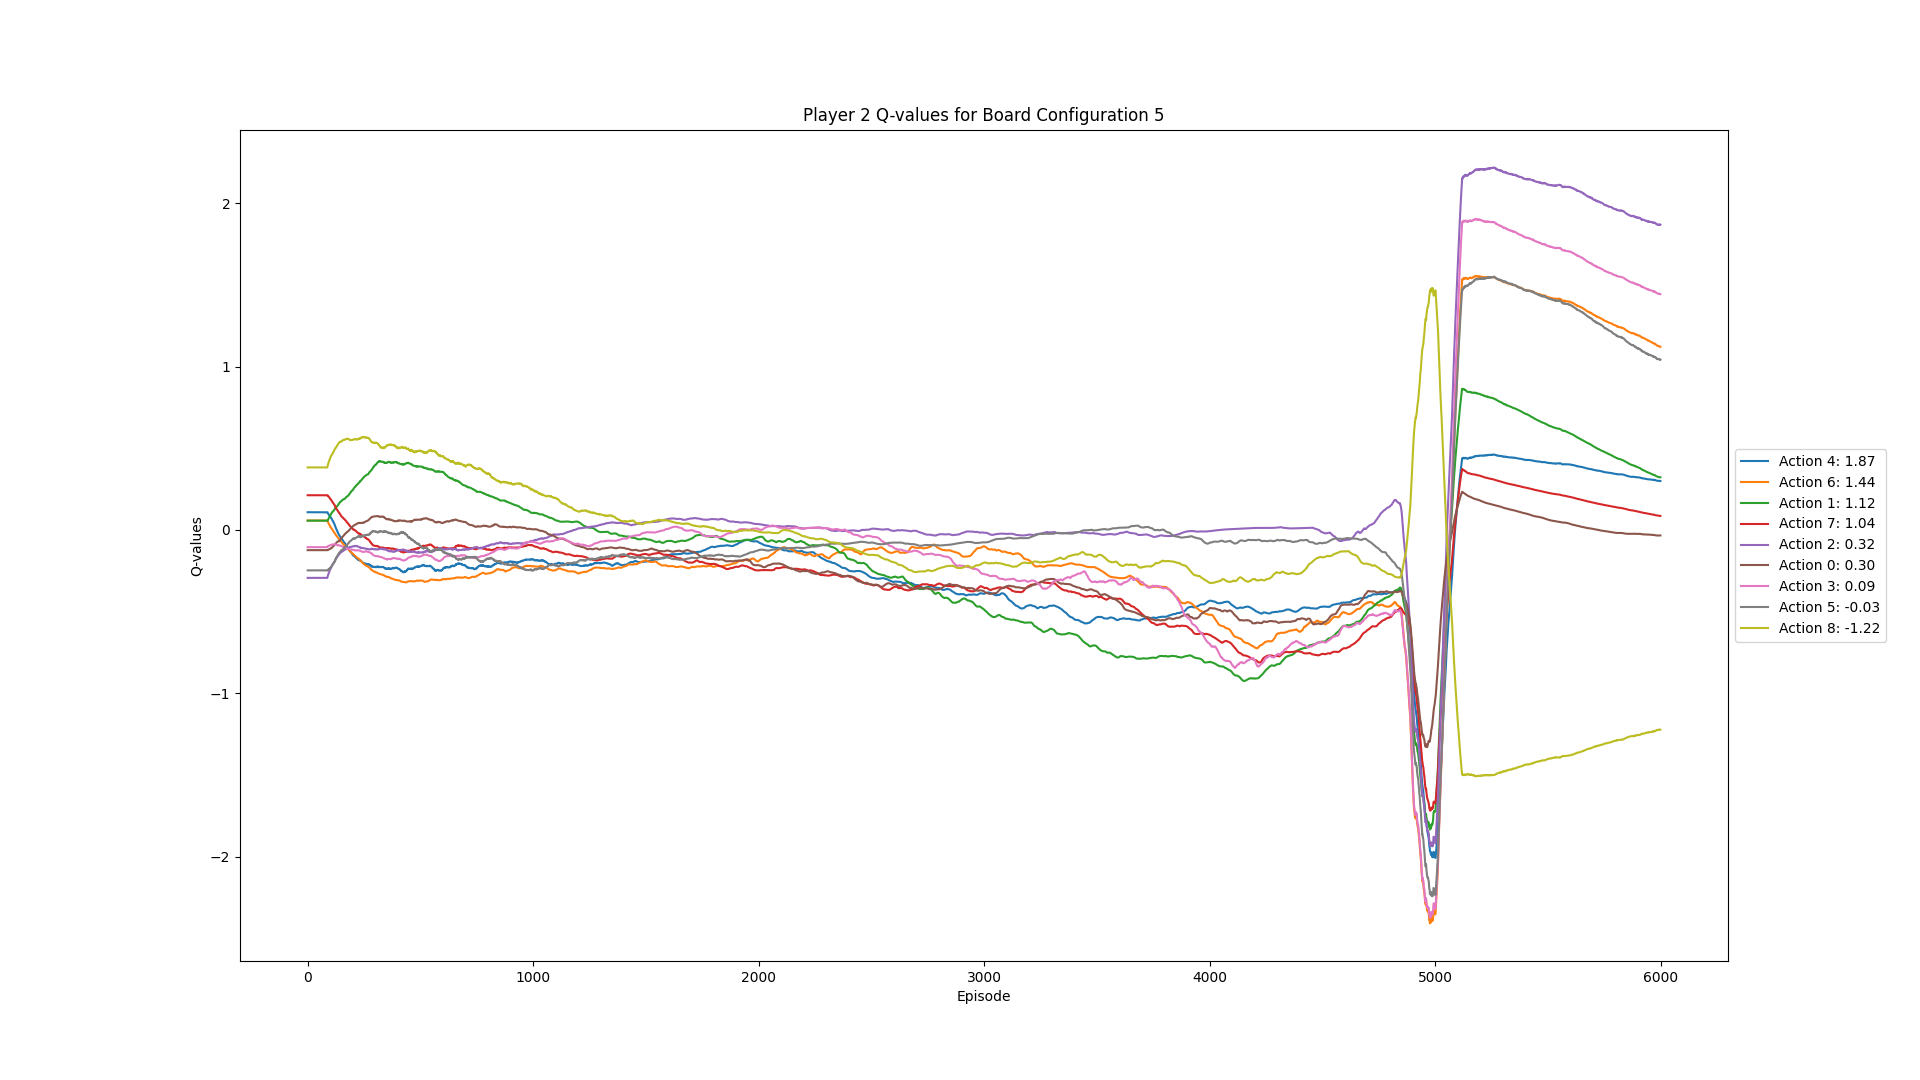 Player 2 Q-values for Board Configuration 5
Q-values
2
1
0
−1
−2
0
1000
2000
3000
4000
5000
6000
Episode
Action 4: 1.87
Action 6: 1.44
Action 1: 1.12
Action 7: 1.04
Action 2: 0.32
Action 0: 0.30
Action 3: 0.09
Action 5: -0.03
Action 8: -1.22